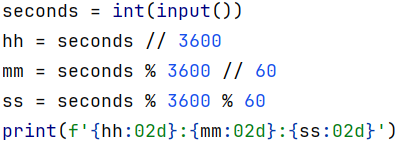 seconds = int(input())
hh = seconds // 3600
mm = seconds % 3600 // 60
ss = seconds % 3600 % 60
print(f'{hh:02d}:{mm:02d}:{ss:02d}')